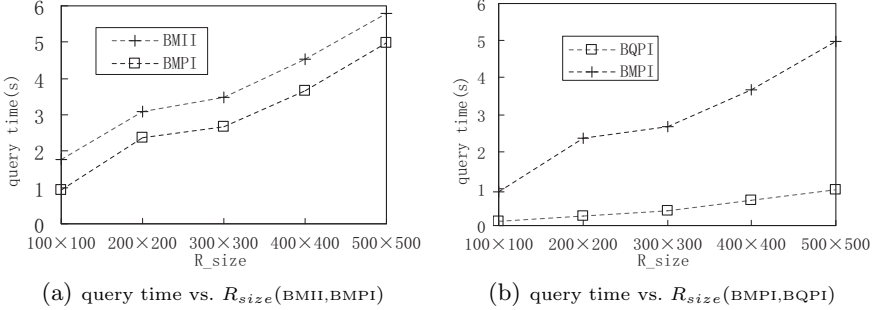 6
5
4
3
2
1
0
query time(s)
BMII
BMPI
100×100 200×200 300×300 400×400 500×500
R_size
(a) query time vs. R_size(BMII,BMPI)
6
5
4
3
2
1
0
query time(s)
BQPI
BMPI
100×100 200×200 300×300 400×400 500×500
R_size
(b) query time vs. R_size(BMPI,BQPI)